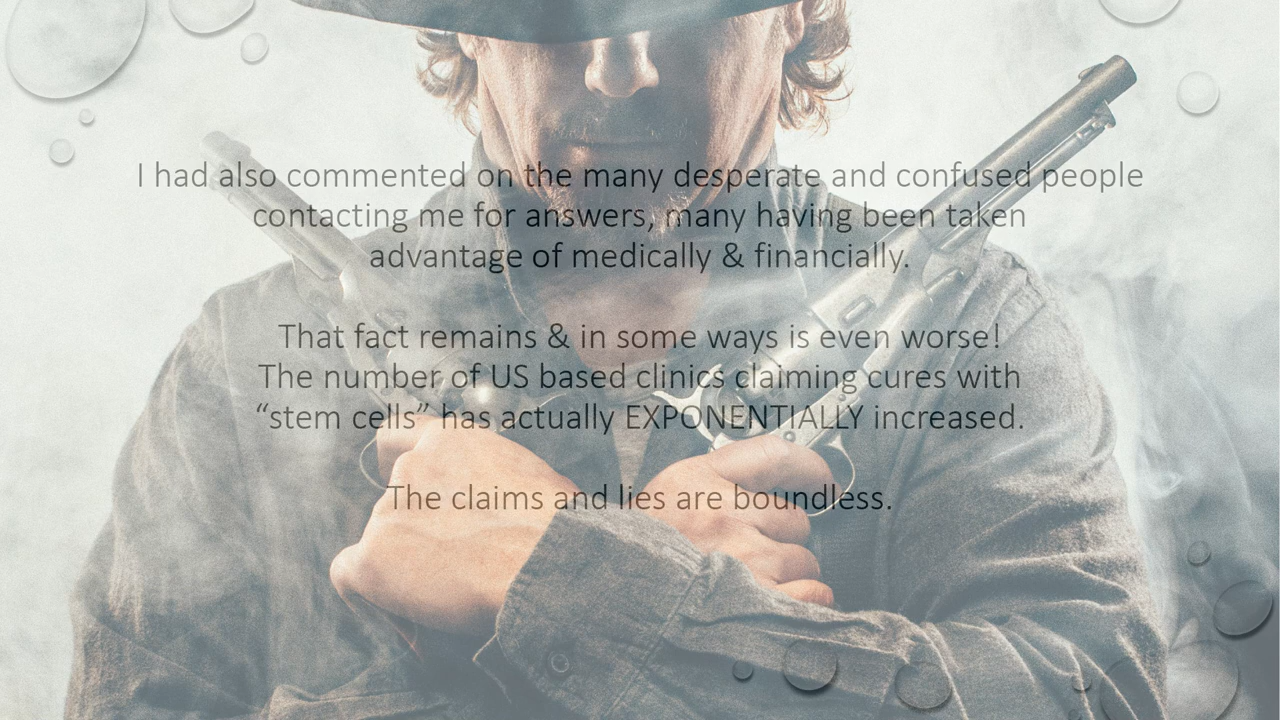 I had also commented on the many desperate and confused people
contacting me for answers, many having been taken
advantage of medically & financially.
That fact remains & in some ways is even worse!
The number of US based clinics claiming cures with
“stem cells” has actually EXPONENTIALLY increased.
The claims and lies are boundless.